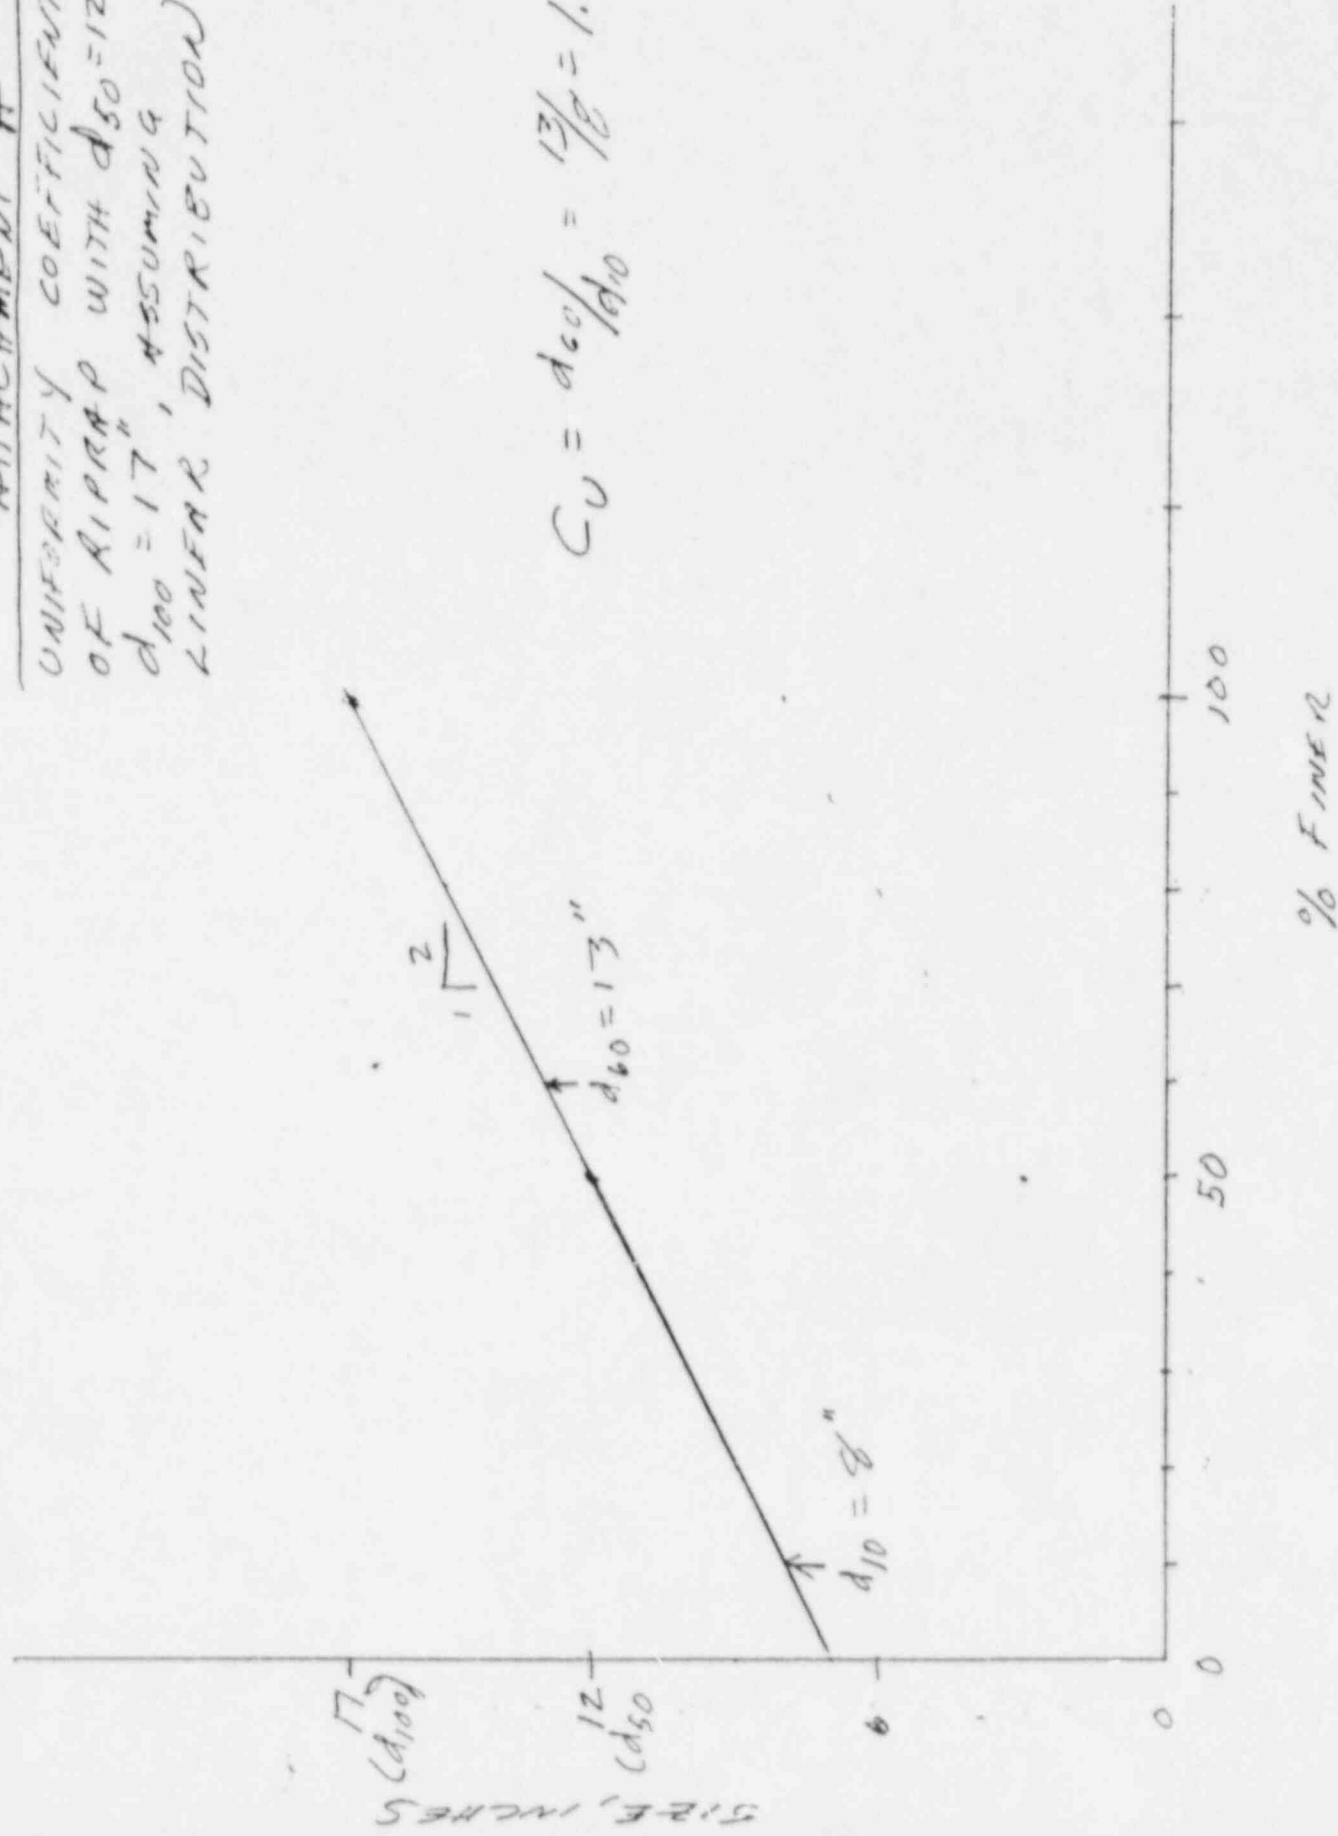 UNIFORMITY COEFFICIENT
OF RIPRAP WITH d50=12
d100 = 17", ASSUMING
LINEAR DISTRIBUTION)
CU = d60/d10 = 13/8 = 1.
17
(d100)
12
(d50
6
0
SIZE, INCHES
2
1
d60=13"
d10 = 8"
0
50
100
% FINER